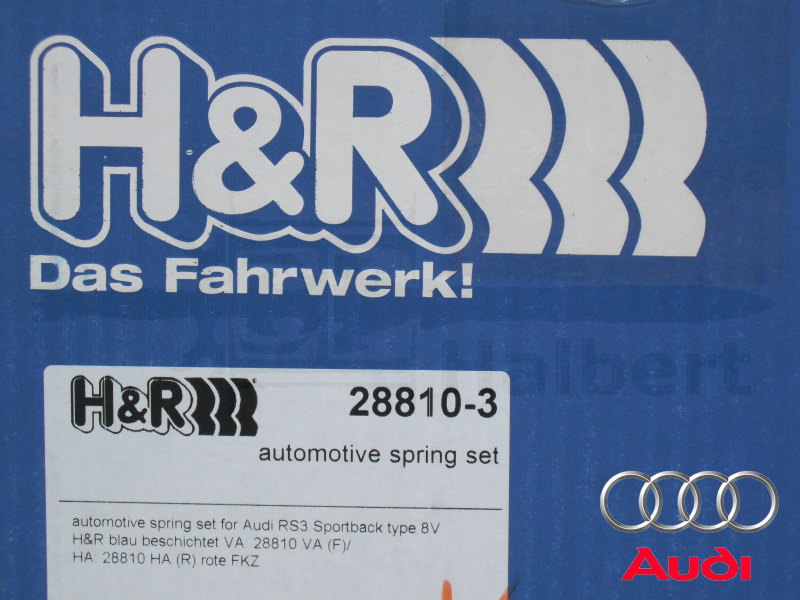 H&R
Das Fahrwerk!
Halbert
H&R 28810-3
automotive spring set
automotive spring set for Audi RS3 Sportback type 8V
H&R blau beschichtet VA: 28810 VA (F)/
HA: 28810 HA (R) rote FKZ
Audi